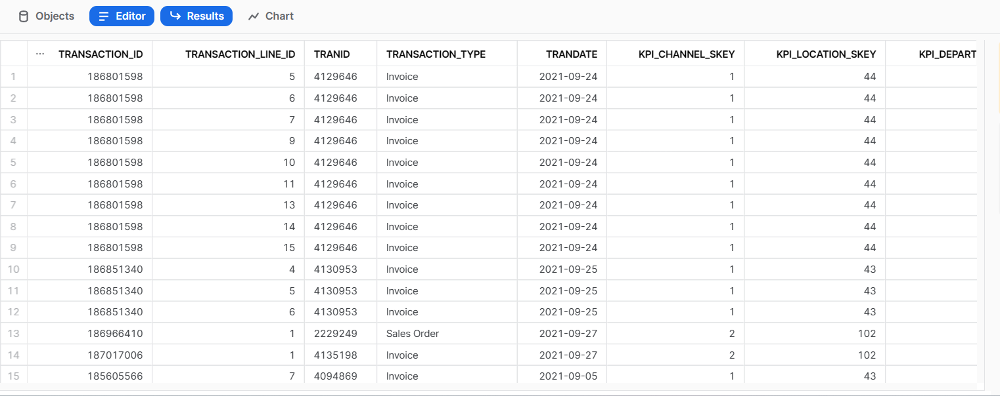 Objects Editor Results Chart
... TRANSACTION_ID TRANSACTION_LINE_ID TRANID TRANSACTION_TYPE TRANDATE KPI_CHANNEL_SKEY KPI_LOCATION_SKEY KPI_DEPART
1 186801598 5 4129646 Invoice 2021-09-24 1 44
2 186801598 6 4129646 Invoice 2021-09-24 1 44
3 186801598 7 4129646 Invoice 2021-09-24 1 44
4 186801598 9 4129646 Invoice 2021-09-24 1 44
5 186801598 10 4129646 Invoice 2021-09-24 1 44
6 186801598 11 4129646 Invoice 2021-09-24 1 44
7 186801598 13 4129646 Invoice 2021-09-24 1 44
8 186801598 14 4129646 Invoice 2021-09-24 1 44
9 186801598 15 4129646 Invoice 2021-09-24 1 44
10 186851340 4 4130953 Invoice 2021-09-25 1 43
11 186851340 5 4130953 Invoice 2021-09-25 1 43
12 186851340 6 4130953 Invoice 2021-09-25 1 43
13 186966410 1 2229249 Sales Order 2021-09-27 2 102
14 187017006 1 4135198 Invoice 2021-09-27 2 102
15 185605566 7 4094869 Invoice 2021-09-05 1 43